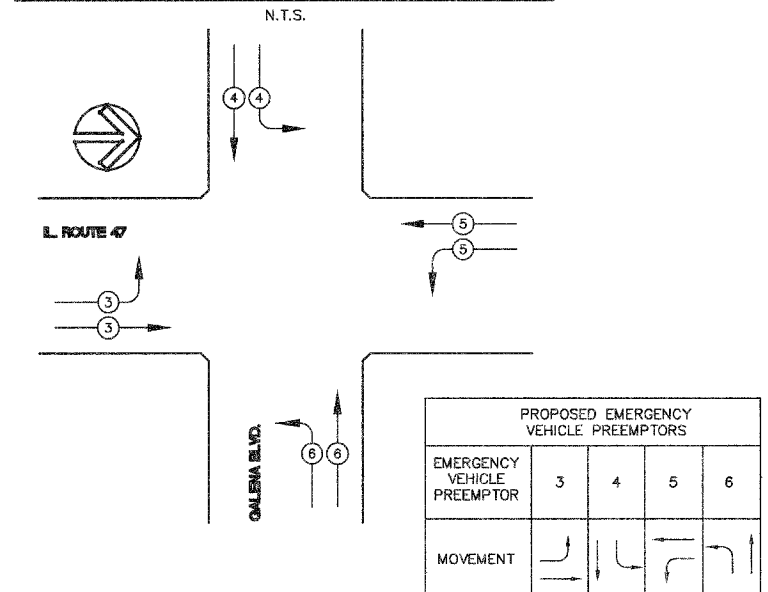 N.T.S.
4 4
IL. ROUTE 47
5
5
3
3
GALENA BLVD.
6 6
PROPOSED EMERGENCY
VEHICLE PREEMPTORS
EMERGENCY
VEHICLE
PREEMPTOR
3 4 5 6
MOVEMENT